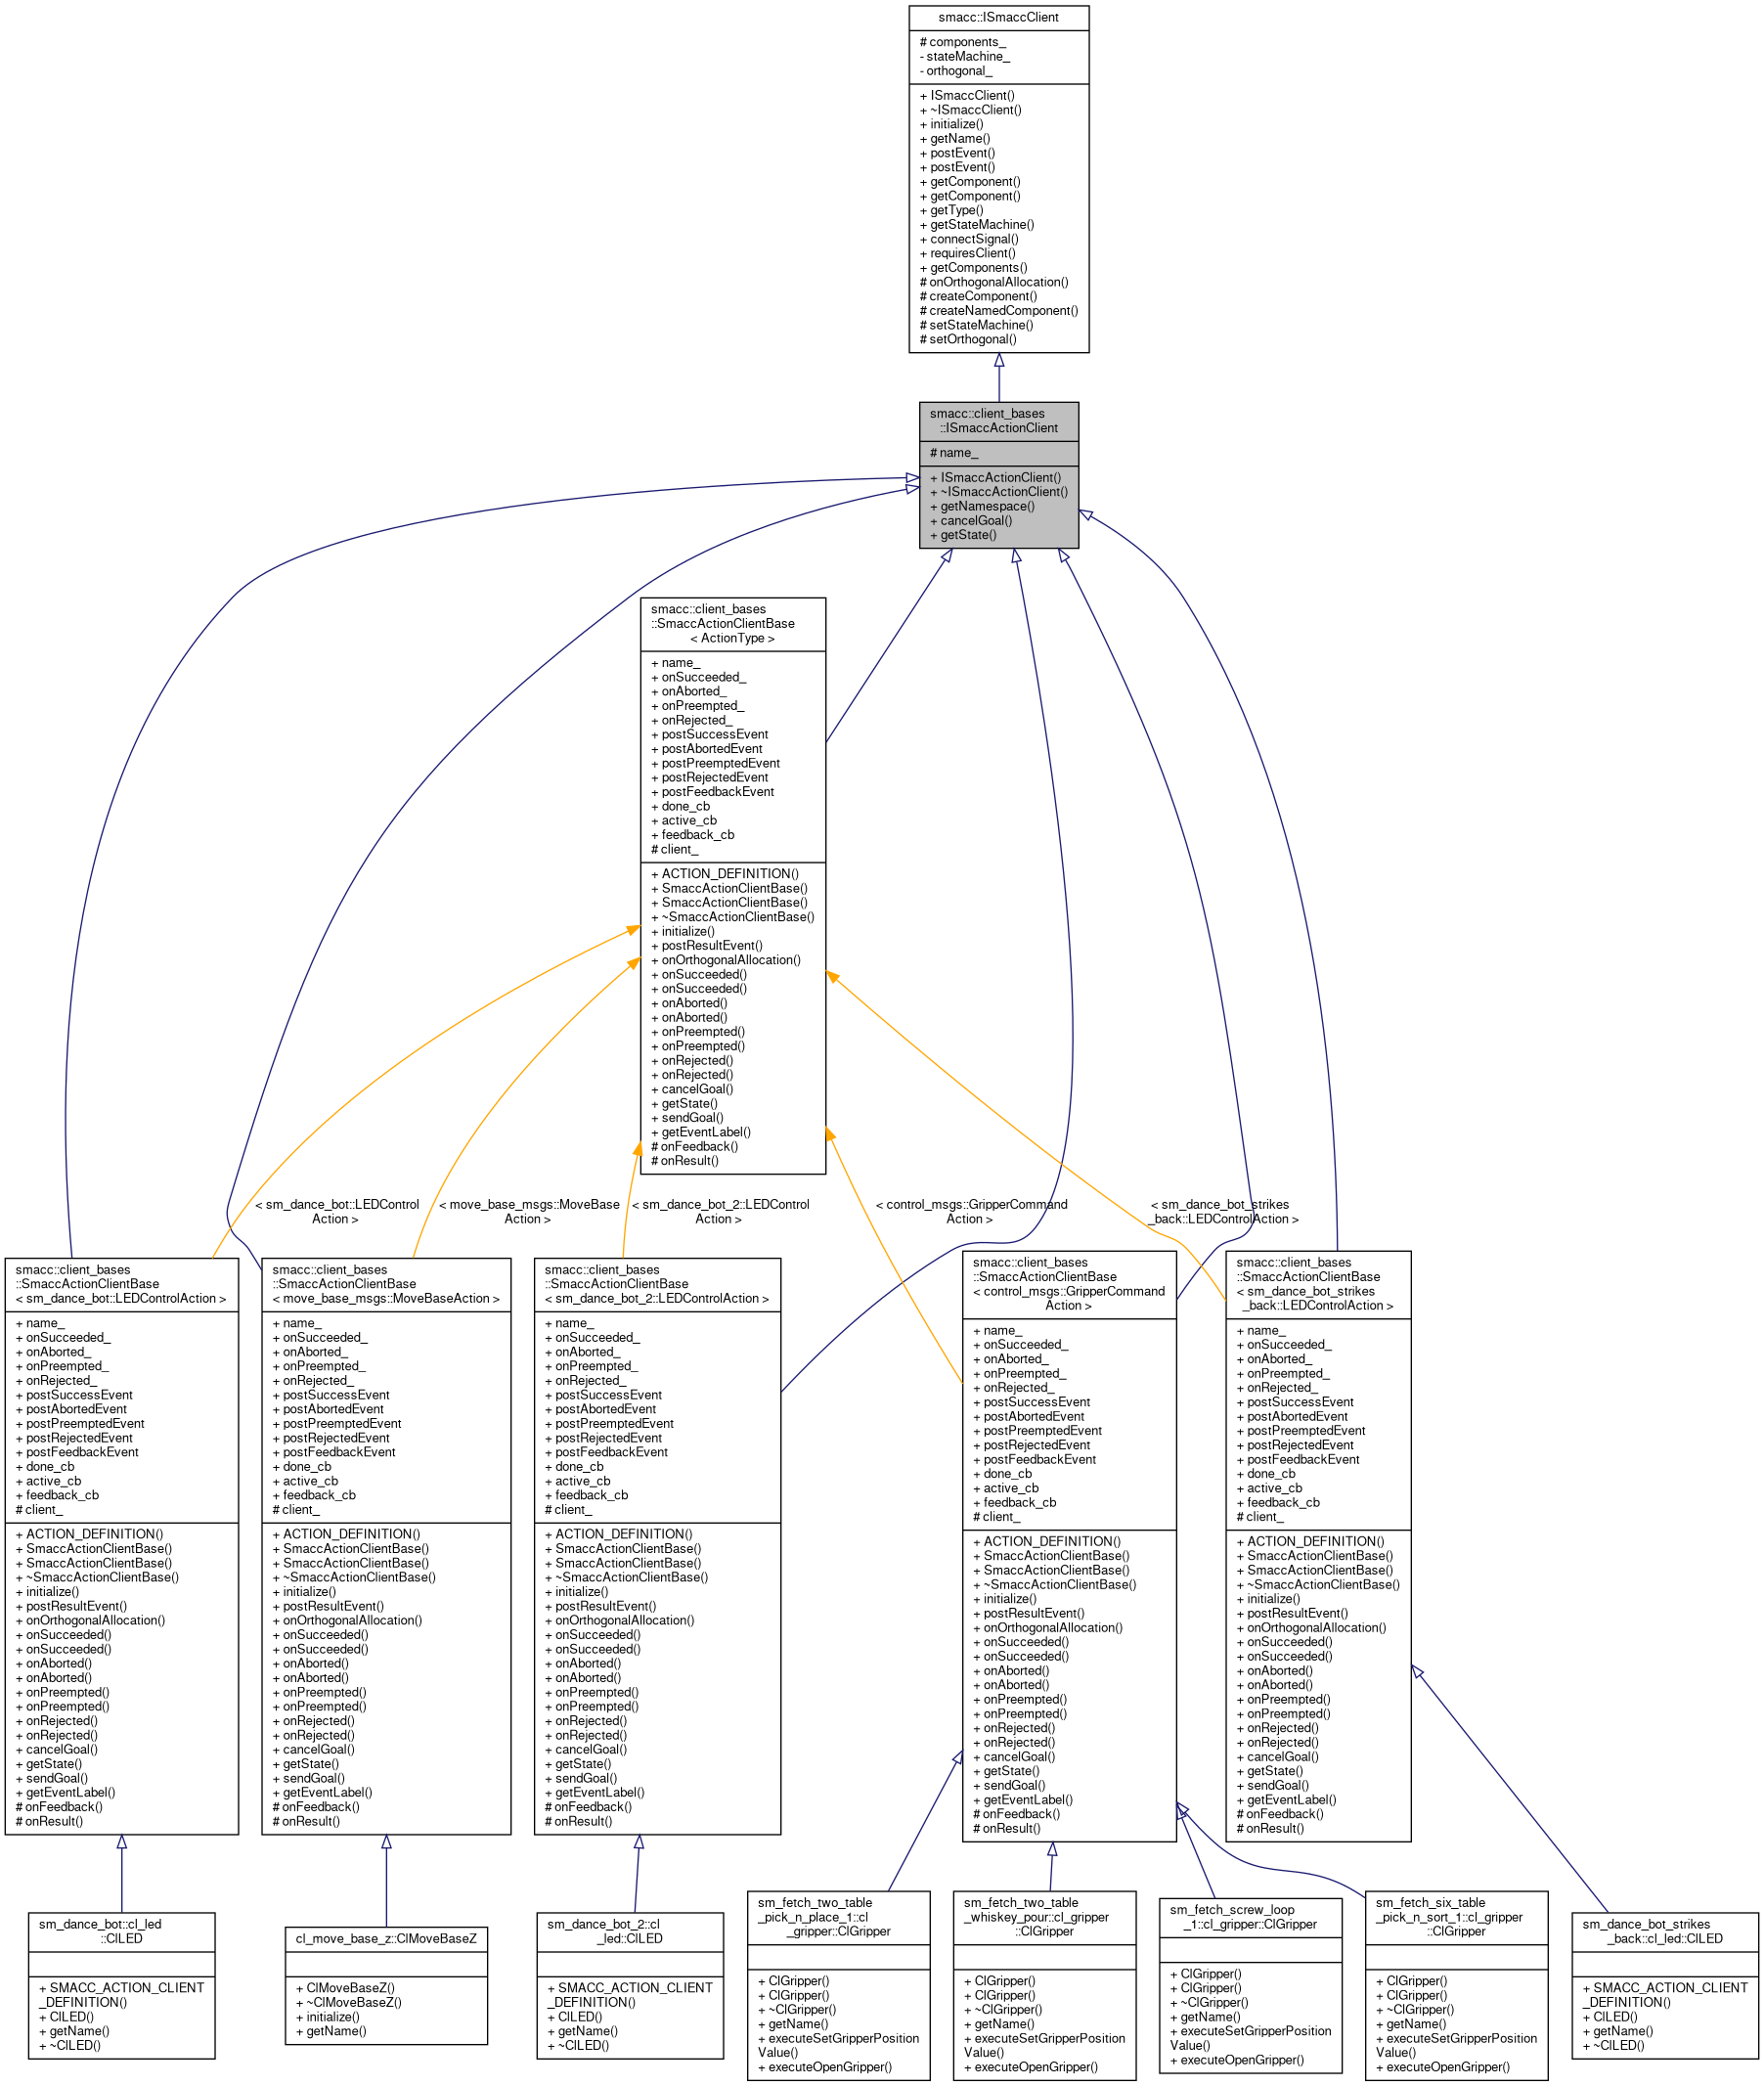 smacc::ISmaccClient
# components_
- stateMachine_
- orthogonal_
+ ISmaccClient()
+ ~ISmaccClient()
+ initialize()
+ getName()
+ postEvent()
+ postEvent()
+ getComponent()
+ getComponent()
+ getType()
+ getStateMachine()
+ connectSignal()
+ requiresClient()
+ getComponents()
# onOrthogonalAllocation()
# createComponent()
# createNamedComponent()
# setStateMachine()
# setOrthogonal()
smacc::client_bases
::ISmaccActionClient
# name_
+ ISmaccActionClient()
+ ~ISmaccActionClient()
+ getNamespace()
+ cancelGoal()
+ getState()
smacc::client_bases
::SmaccActionClientBase
< ActionType >
+ name_
+ onSucceeded_
+ onAborted_
+ onPreempted_
+ onRejected_
+ postSuccessEvent
+ postAbortedEvent
+ postPreemptedEvent
+ postRejectedEvent
+ postFeedbackEvent
+ done_cb
+ active_cb
+ feedback_cb
# client_
+ ACTION_DEFINITION()
+ SmaccActionClientBase()
+ SmaccActionClientBase()
+ ~SmaccActionClientBase()
+ initialize()
+ postResultEvent()
+ onOrthogonalAllocation()
+ onSucceeded()
+ onSucceeded()
+ onAborted()
+ onAborted()
+ onPreempted()
+ onPreempted()
+ onRejected()
+ onRejected()
+ cancelGoal()
+ getState()
+ sendGoal()
+ getEventLabel()
# onFeedback()
# onResult()
< sm_dance_bot::LEDControl
Action >
< move_base_msgs::MoveBase
Action >
< sm_dance_bot_2::LEDControl
Action >
< control_msgs::GripperCommand
Action >
< sm_dance_bot_strikes
_back::LEDControlAction >
smacc::client_bases
::SmaccActionClientBase
< sm_dance_bot::LEDControlAction >
+ name_
+ onSucceeded_
+ onAborted_
+ onPreempted_
+ onRejected_
+ postSuccessEvent
+ postAbortedEvent
+ postPreemptedEvent
+ postRejectedEvent
+ postFeedbackEvent
+ done_cb
+ active_cb
+ feedback_cb
# client_
+ ACTION_DEFINITION()
+ SmaccActionClientBase()
+ SmaccActionClientBase()
+ ~SmaccActionClientBase()
+ initialize()
+ postResultEvent()
+ onOrthogonalAllocation()
+ onSucceeded()
+ onSucceeded()
+ onAborted()
+ onAborted()
+ onPreempted()
+ onPreempted()
+ onRejected()
+ onRejected()
+ cancelGoal()
+ getState()
+ sendGoal()
+ getEventLabel()
# onFeedback()
# onResult()
smacc::client_bases
::SmaccActionClientBase
< move_base_msgs::MoveBaseAction >
+ name_
+ onSucceeded_
+ onAborted_
+ onPreempted_
+ onRejected_
+ postSuccessEvent
+ postAbortedEvent
+ postPreemptedEvent
+ postRejectedEvent
+ postFeedbackEvent
+ done_cb
+ active_cb
+ feedback_cb
# client_
+ ACTION_DEFINITION()
+ SmaccActionClientBase()
+ SmaccActionClientBase()
+ ~SmaccActionClientBase()
+ initialize()
+ postResultEvent()
+ onOrthogonalAllocation()
+ onSucceeded()
+ onSucceeded()
+ onAborted()
+ onAborted()
+ onPreempted()
+ onPreempted()
+ onRejected()
+ onRejected()
+ cancelGoal()
+ getState()
+ sendGoal()
+ getEventLabel()
# onFeedback()
# onResult()
smacc::client_bases
::SmaccActionClientBase
< sm_dance_bot_2::LEDControlAction >
+ name_
+ onSucceeded_
+ onAborted_
+ onPreempted_
+ onRejected_
+ postSuccessEvent
+ postAbortedEvent
+ postPreemptedEvent
+ postRejectedEvent
+ postFeedbackEvent
+ done_cb
+ active_cb
+ feedback_cb
# client_
+ ACTION_DEFINITION()
+ SmaccActionClientBase()
+ SmaccActionClientBase()
+ ~SmaccActionClientBase()
+ initialize()
+ postResultEvent()
+ onOrthogonalAllocation()
+ onSucceeded()
+ onSucceeded()
+ onAborted()
+ onAborted()
+ onPreempted()
+ onPreempted()
+ onRejected()
+ onRejected()
+ cancelGoal()
+ getState()
+ sendGoal()
+ getEventLabel()
# onFeedback()
# onResult()
smacc::client_bases
::SmaccActionClientBase
< control_msgs::GripperCommand
Action >
+ name_
+ onSucceeded_
+ onAborted_
+ onPreempted_
+ onRejected_
+ postSuccessEvent
+ postAbortedEvent
+ postPreemptedEvent
+ postRejectedEvent
+ postFeedbackEvent
+ done_cb
+ active_cb
+ feedback_cb
# client_
+ ACTION_DEFINITION()
+ SmaccActionClientBase()
+ SmaccActionClientBase()
+ ~SmaccActionClientBase()
+ initialize()
+ postResultEvent()
+ onOrthogonalAllocation()
+ onSucceeded()
+ onSucceeded()
+ onAborted()
+ onAborted()
+ onPreempted()
+ onPreempted()
+ onRejected()
+ onRejected()
+ cancelGoal()
+ getState()
+ sendGoal()
+ getEventLabel()
# onFeedback()
# onResult()
smacc::client_bases
::SmaccActionClientBase
< sm_dance_bot_strikes
_back::LEDControlAction >
+ name_
+ onSucceeded_
+ onAborted_
+ onPreempted_
+ onRejected_
+ postSuccessEvent
+ postAbortedEvent
+ postPreemptedEvent
+ postRejectedEvent
+ postFeedbackEvent
+ done_cb
+ active_cb
+ feedback_cb
# client_
+ ACTION_DEFINITION()
+ SmaccActionClientBase()
+ SmaccActionClientBase()
+ ~SmaccActionClientBase()
+ initialize()
+ postResultEvent()
+ onOrthogonalAllocation()
+ onSucceeded()
+ onSucceeded()
+ onAborted()
+ onAborted()
+ onPreempted()
+ onPreempted()
+ onRejected()
+ onRejected()
+ cancelGoal()
+ getState()
+ sendGoal()
+ getEventLabel()
# onFeedback()
# onResult()
sm_dance_bot::cl_led
::ClLED
+ SMACC_ACTION_CLIENT
_DEFINITION()
+ ClLED()
+ getName()
+ ~ClLED()
cl_move_base_z::ClMoveBaseZ
+ ClMoveBaseZ()
+ ~ClMoveBaseZ()
+ initialize()
+ getName()
sm_dance_bot_2::cl
_led::ClLED
+ SMACC_ACTION_CLIENT
_DEFINITION()
+ ClLED()
+ getName()
+ ~ClLED()
sm_fetch_two_table
_pick_n_place_1::cl
_gripper::ClGripper
+ ClGripper()
+ ClGripper()
+ ~ClGripper()
+ getName()
+ executeSetGripperPosition
Value()
+ executeOpenGripper()
sm_fetch_two_table
_whiskey_pour::cl_gripper
::ClGripper
+ ClGripper()
+ ClGripper()
+ ~ClGripper()
+ getName()
+ executeSetGripperPosition
Value()
+ executeOpenGripper()
sm_fetch_screw_loop
_1::cl_gripper::ClGripper
+ ClGripper()
+ ClGripper()
+ ~ClGripper()
+ getName()
+ executeSetGripperPosition
Value()
+ executeOpenGripper()
sm_fetch_six_table
_pick_n_sort_1::cl_gripper
::ClGripper
+ ClGripper()
+ ClGripper()
+ ~ClGripper()
+ getName()
+ executeSetGripperPosition
Value()
+ executeOpenGripper()
sm_dance_bot_strikes
_back::cl_led::ClLED
+ SMACC_ACTION_CLIENT
_DEFINITION()
+ ClLED()
+ getName()
+ ~ClLED()